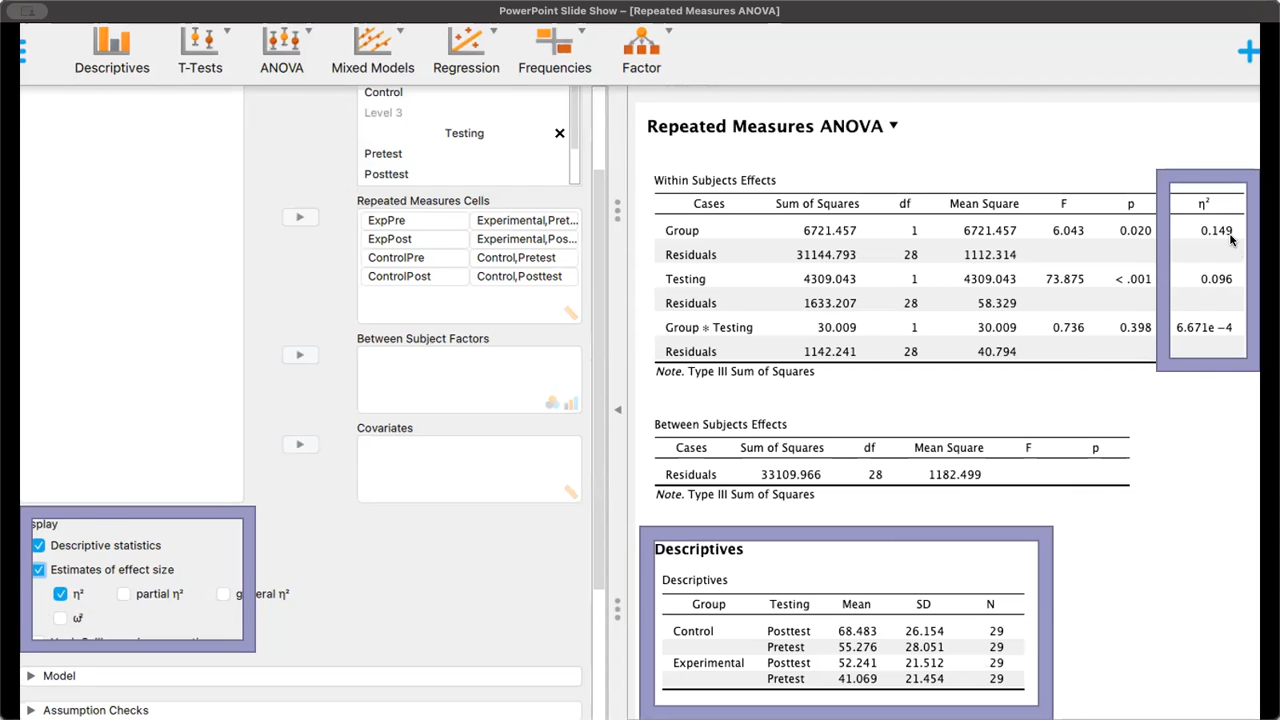 PowerPoint Slide Show – [Repeated Measures ANOVA]
Descriptives T-Tests ANOVA Mixed Models Regression Frequencies Factor
Control
Level 3
Testing
Pretest
Posttest
Repeated Measures Cells
ExpPre Experimental,Pret...
ExpPost Experimental,Pos...
ControlPre Control,Pretest
ControlPost Control,Posttest
Between Subject Factors
Covariates
splay
Descriptive statistics
Estimates of effect size
η² partial η² g eral η²
ω²
Model
Assumption Checks
Repeated Measures ANOVA
Within Subjects Effects
Cases Sum of Squares df Mean Square F p η²
Group 6721.457 1 6721.457 6.043 0.020 0.149
Residuals 31144.793 28 1112.314
Testing 4309.043 1 4309.043 73.875 < .001 0.096
Residuals 1633.207 28 58.329
Group * Testing 30.009 1 30.009 0.736 0.398 6.671e −4
Residuals 1142.241 28 40.794
Note. Type III Sum of Squares
Between Subjects Effects
Cases Sum of Squares df Mean Square F p
Residuals 33109.966 28 1182.499
Note. Type III Sum of Squares
Descriptives
Descriptives
Group Testing Mean SD N
Control Posttest 68.483 26.154 29
Pretest 55.276 28.051 29
Experimental Posttest 52.241 21.512 29
Pretest 41.069 21.454 29